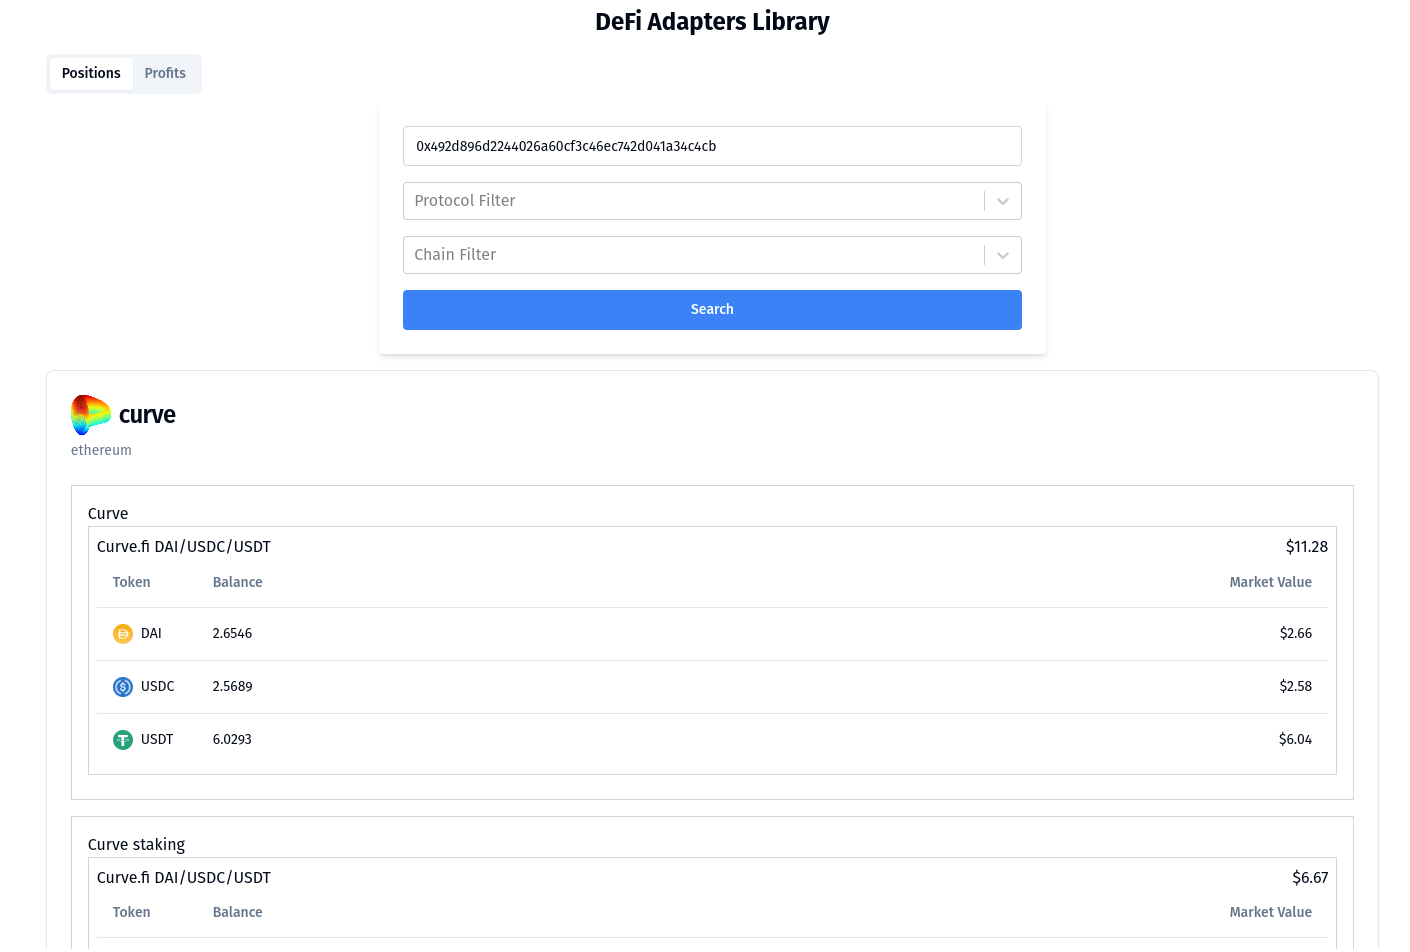 DeFi Adapters Library
Positions Profits
0x492d896d2244026a60cf3c46ec742d041a34c4cb
Protocol Filter
Chain Filter
Search
curve
ethereum
Curve
Curve.fi DAI/USDC/USDT $11.28
Token Balance Market Value
DAI 2.6546 $2.66
USDC 2.5689 $2.58
USDT 6.0293 $6.04
Curve staking
Curve.fi DAI/USDC/USDT $6.67
Token Balance Market Value